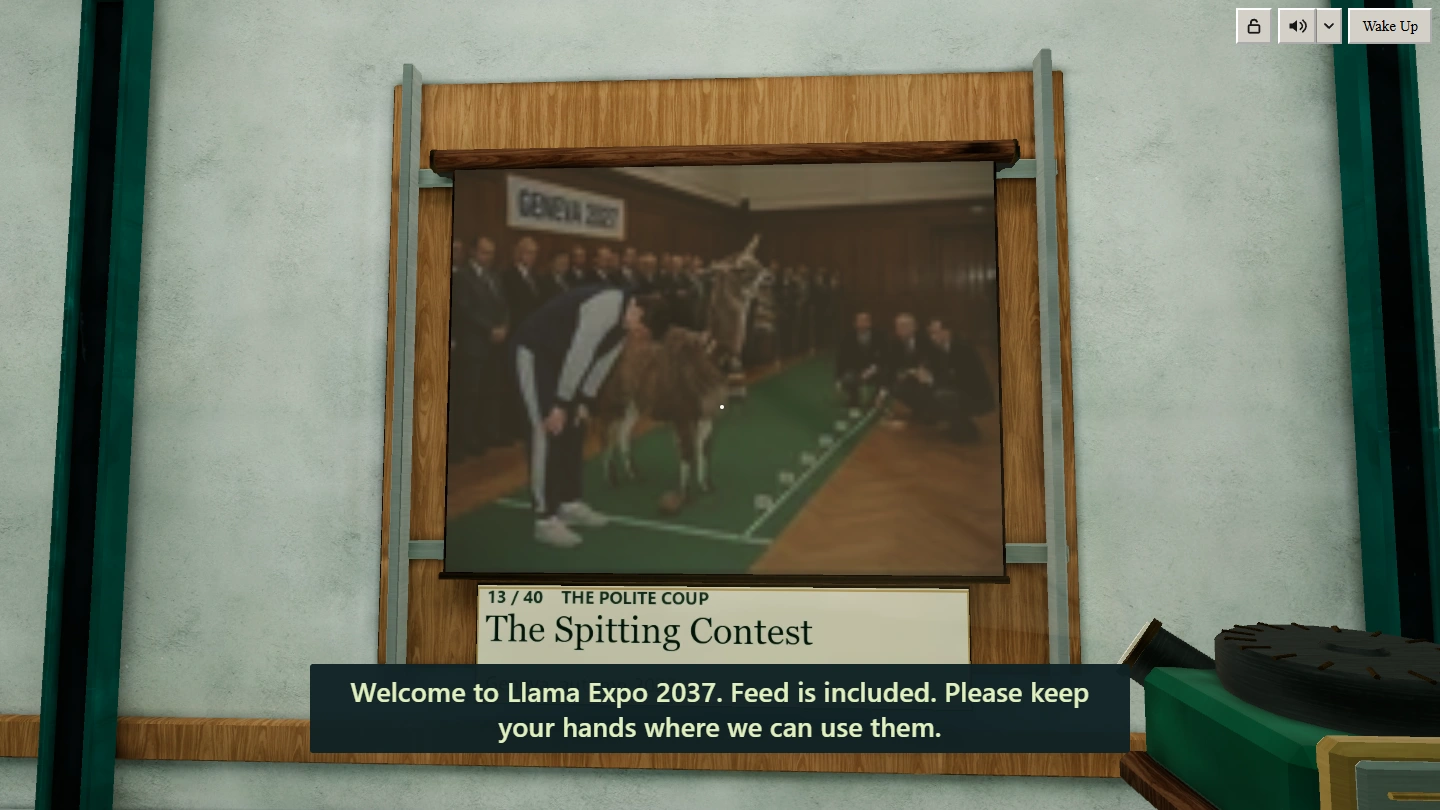 Wake Up
GENEVA 2027
13 / 40 THE POLITE COUP
The Spitting Contest
Welcome to Llama Expo 2037. Feed is included. Please keep
your hands where we can use them.